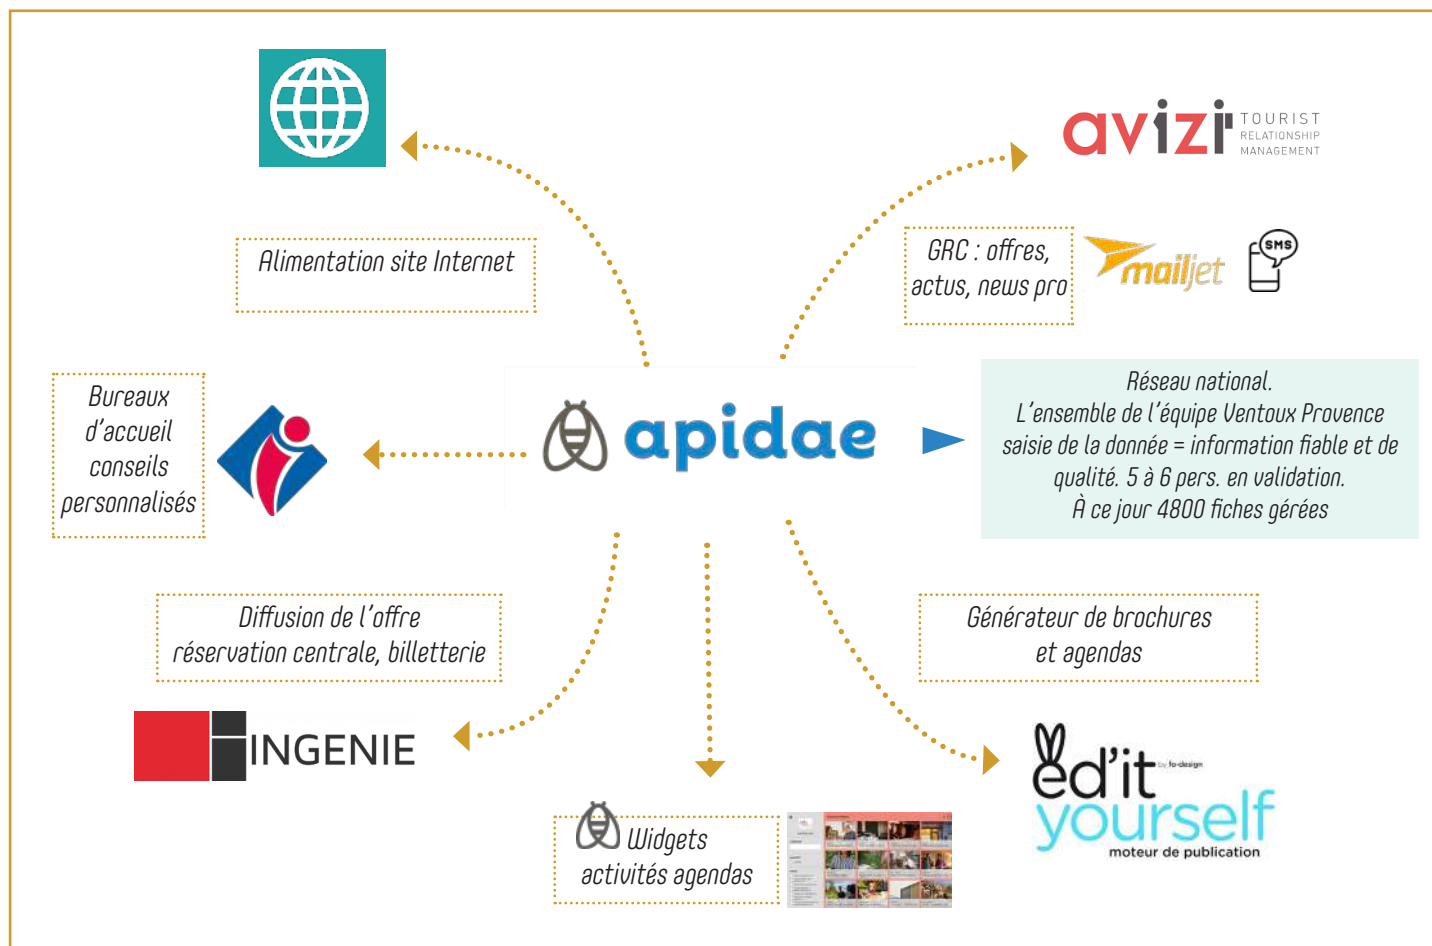 avizi
TOURIST
RELATIONSHIP
MANAGEMENT
Alimentation site Internet
GRC : offres,
actus, news pro
mailjet
SMS
Bureaux
d'accueil
conseils
personnalisés
apidae
Réseau national.
L'ensemble de l'équipe Ventoux Provence
saisie de la donnée = information fiable et de
qualité. 5 à 6 pers. en validation.
À ce jour 4800 fiches gérées
Diffusion de l'offre
réservation centrale, billetterie
Générateur de brochures
et agendas
INGENIE
ed'it by fo-design
yourself
moteur de publication
Widgets
activités agendas